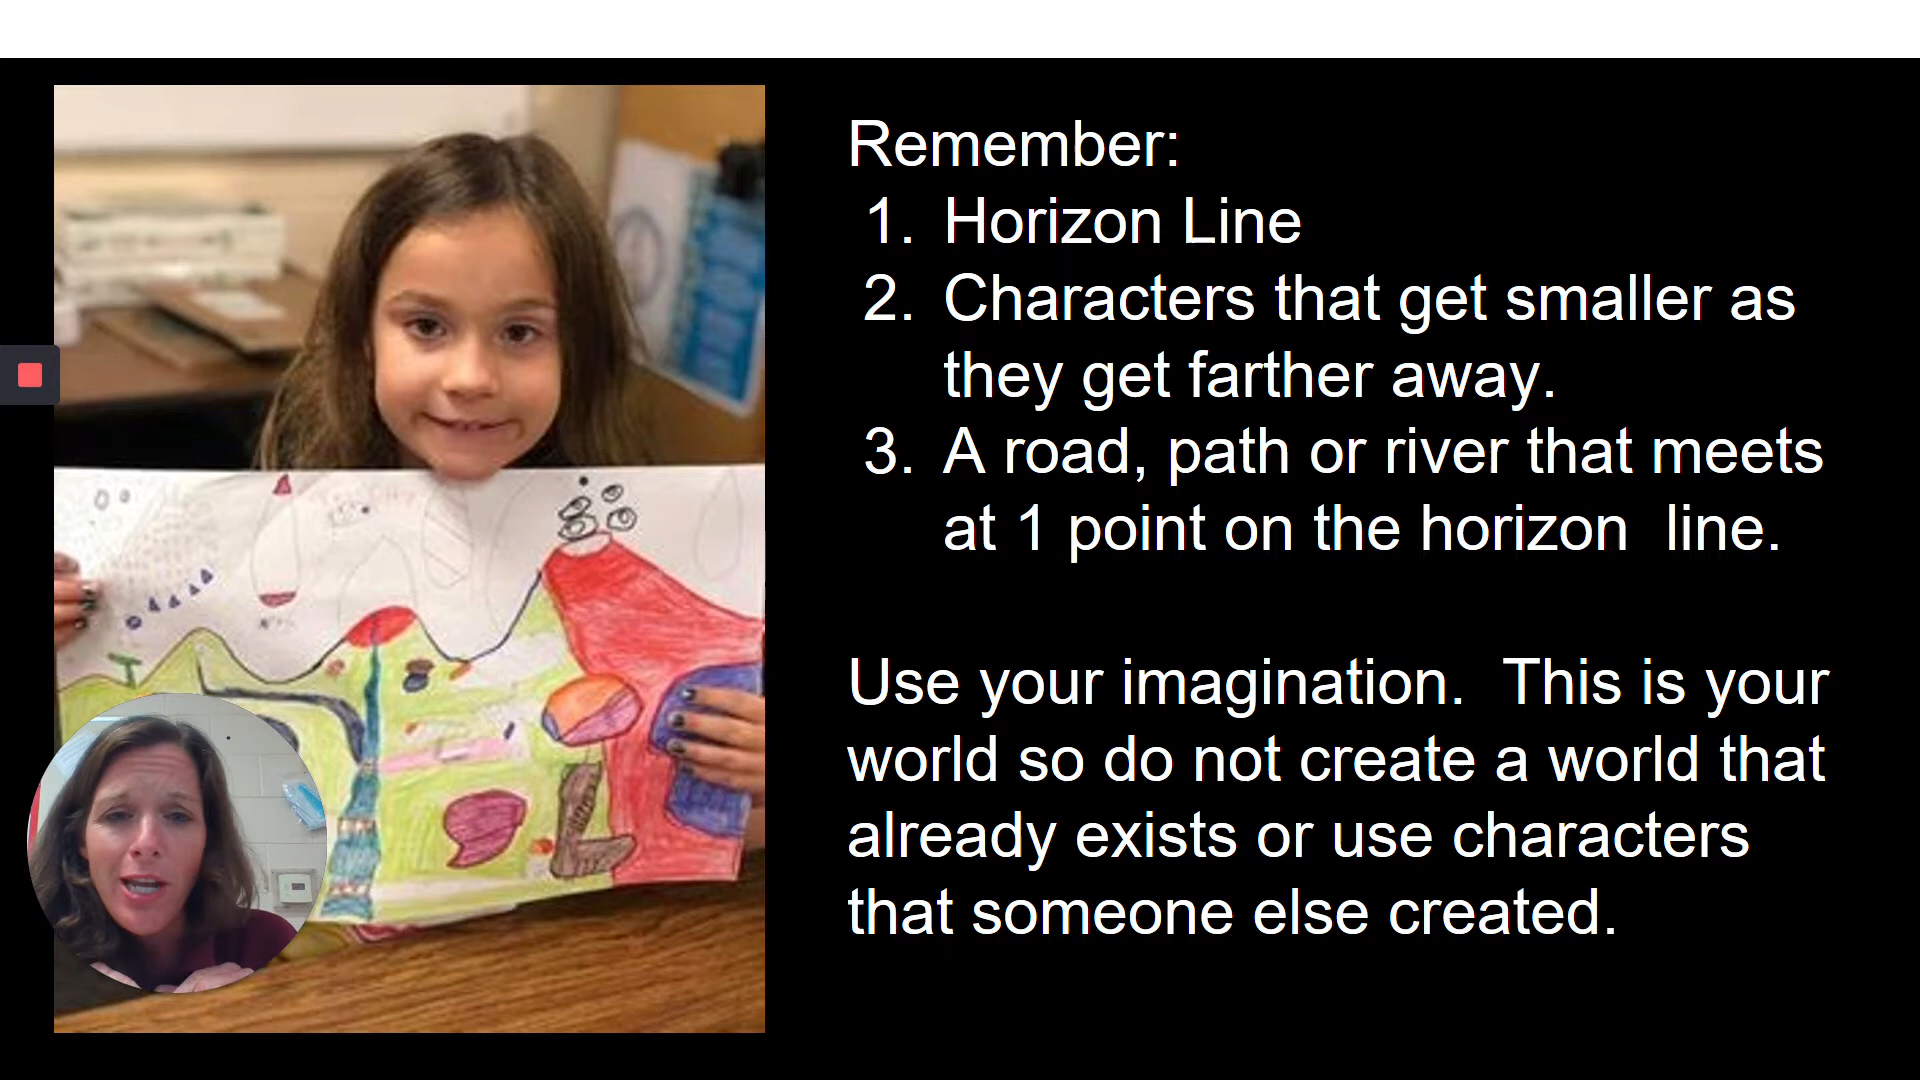 Remember:
1. Horizon Line
2. Characters that get smaller as
they get farther away.
3. A road, path or river that meets
at 1 point on the horizon  line.
Use your imagination.  This is your
world so do not create a world that
already exists or use characters
that someone else created.